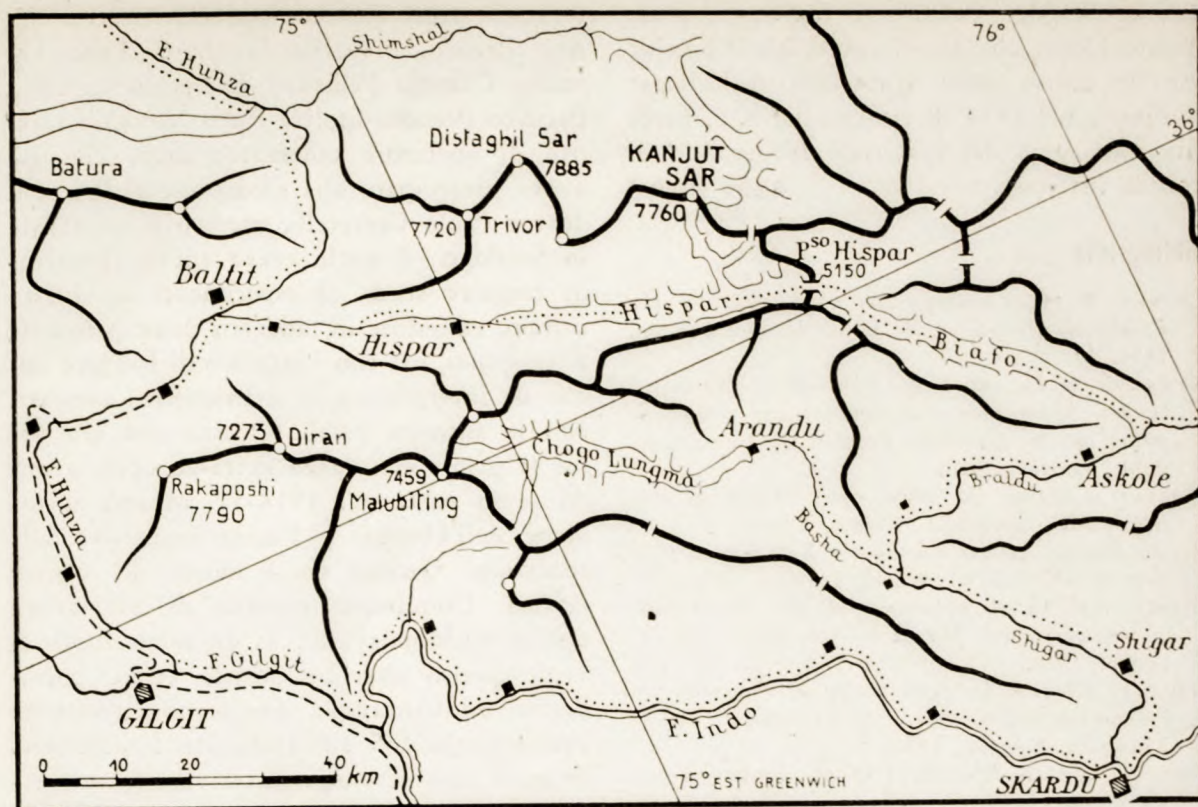 75°
76°
36°
F. Hunza
Shimshal
Batura
Distaghil Sar
7885
KANJUT
SAR
7760
7720
Trivor
P.so Hispar
5150
Baltit
Hispar
Hispar
Biafo
7273
Diran
Rakaposhi
7790
7459
Malubiting
Chogo Lungma
Arandu
Braldu
Askole
Basha
F. Hunza
Shigar
Shigar
F. Gilgit
GILGIT
F. Indo
SKARDU
0 10 20 40
km
75° EST GREENWICH